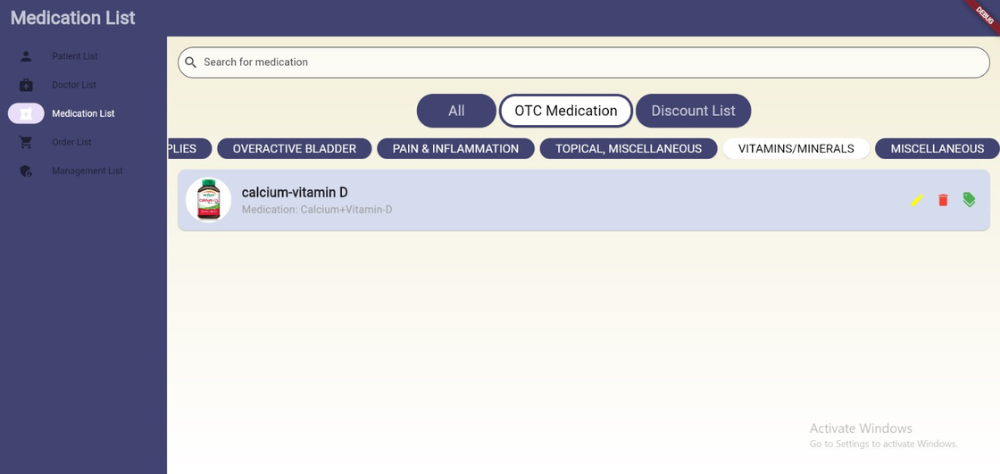 Medication List
DEBUG
Patient List
Doctor List
Medication List
Order List
Management List
Search for medication
All
OTC Medication
Discount List
PLIES
OVERACTIVE BLADDER
PAIN & INFLAMMATION
TOPICAL, MISCELLANEOUS
VITAMINS/MINERALS
MISCELLANEOUS
calcium-vitamin D
Medication: Calcium+Vitamin-D
Activate Windows
Go to Settings to activate Windows.